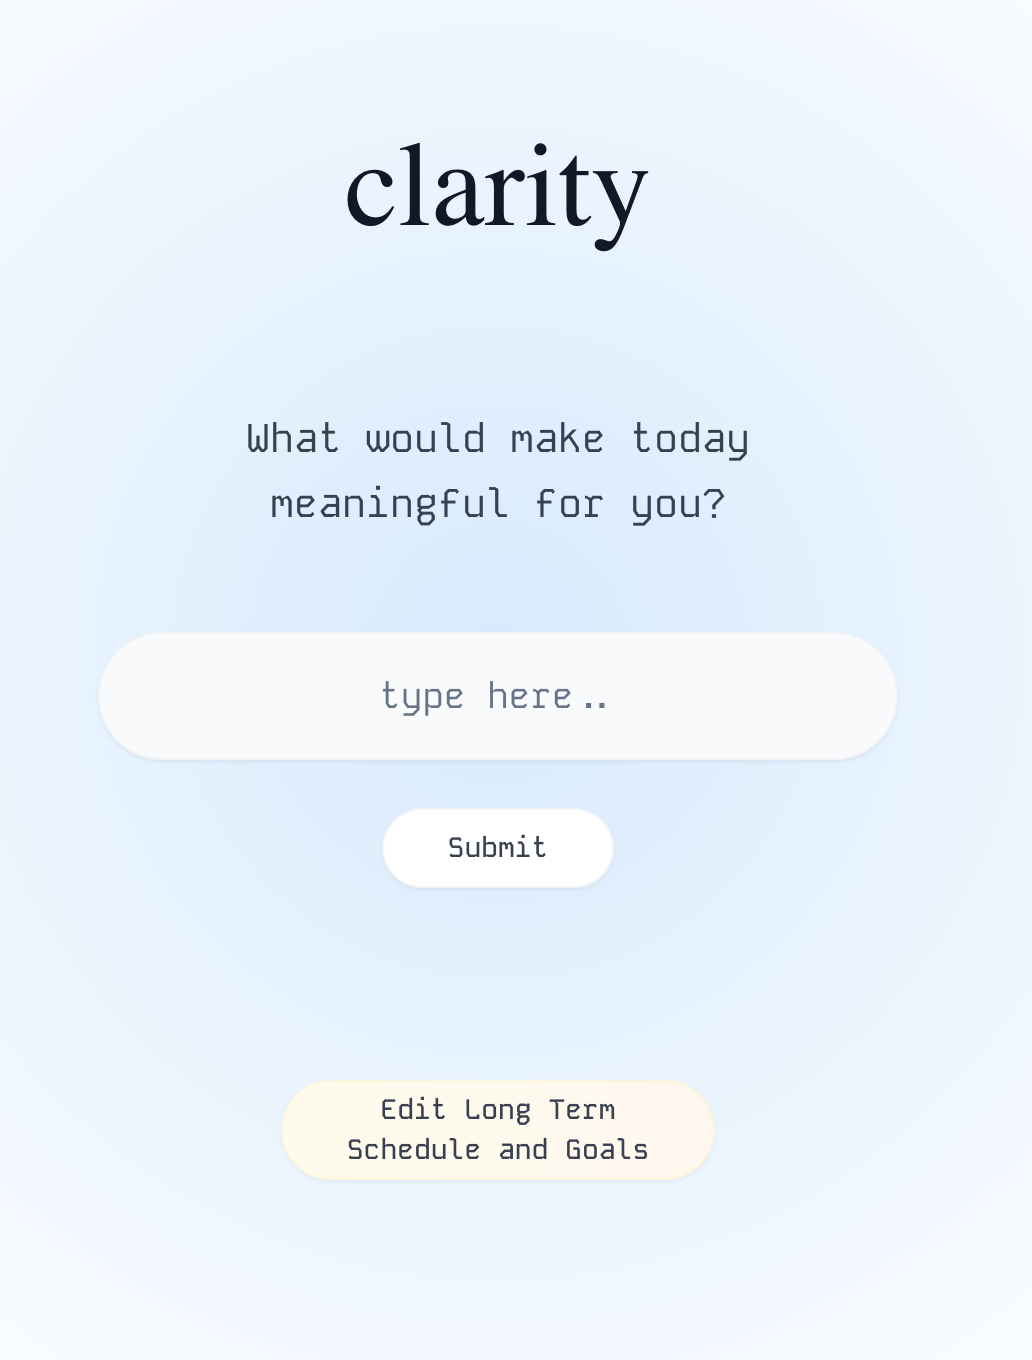 clarity
What would make today
meaningful for you?
type here..
Submit
Edit Long Term
Schedule and Goals